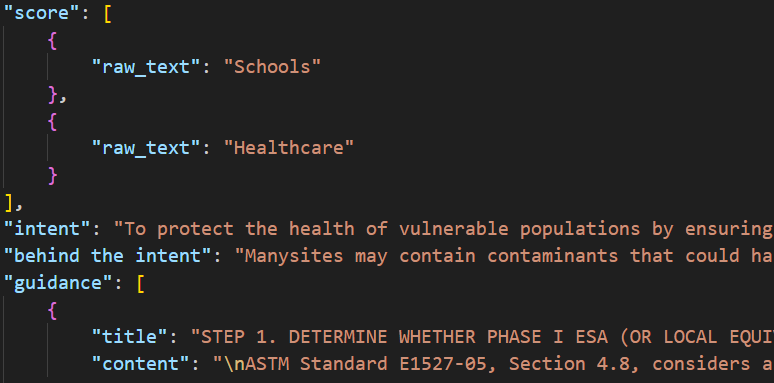 "score": [
{
"raw_text": "Schools"
},
{
"raw_text": "Healthcare"
}
],
"intent": "To protect the health of vulnerable populations by ensuring
"behind the intent": "Manysites may contain contaminants that could ha
"guidance": [
{
"title": "STEP 1. DETERMINE WHETHER PHASE I ESA (OR LOCAL EQUI
"content": "\nASTM Standard E1527-05, Section 4.8, considers a